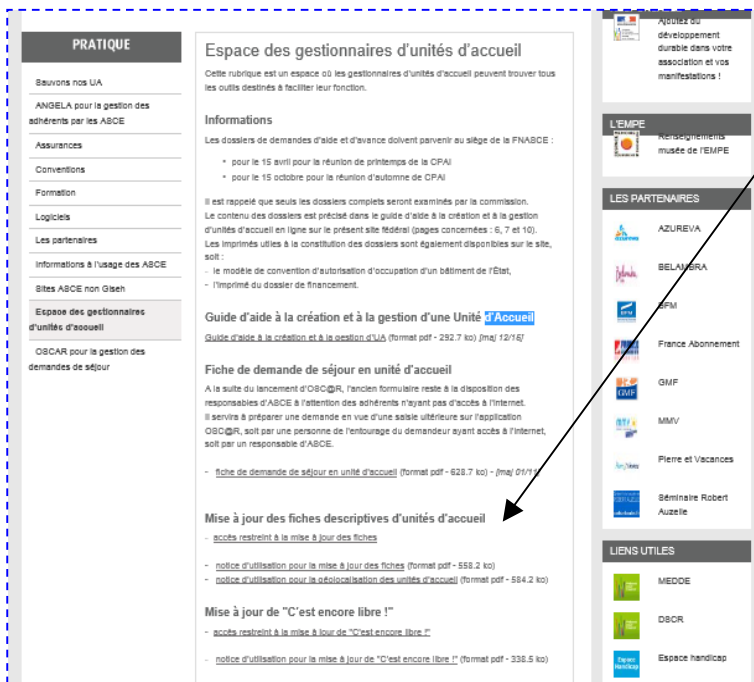 PRATIQUE
Sauvons nos UA
ANGELA pour la gestion des
adhérents par les ASCE
Assurances
Conventions
Formation
Logiciels
Les partenaires
Informations à l'usage des ASCE
Sites ASCE non Giseh
Espace des gestionnaires
d'unités d'accueil
OSCAR pour la gestion des
demandes de séjour
Espace des gestionnaires d'unités d'accueil
Cette rubrique est un espace où les gestionnaires d'unités d'accueil peuvent trouver tous
les outils destinés à faciliter leur fonction.
Informations
Les dossiers de demandes d'aide et d'avance doivent parvenir au siège de la FNASCE :
* pour le 15 avril pour la réunion de printemps de la CPAI
* pour le 15 octobre pour la réunion d'automne de CPAI
Il est rappelé que seuls les dossiers complets seront examinés par la commission.
Le contenu des dossiers est précisé dans le guide d'aide à la création et à la gestion
d'unités d'accueil en ligne sur le présent site fédéral (pages concernées : 6, 7 et 10).
Les imprimés utiles à la constitution des dossiers sont également disponibles sur le site,
soit :
- le modèle de convention d'autorisation d'occupation d'un bâtiment de l'État,
- l'imprimé du dossier de financement.
Guide d'aide à la création et à la gestion d'une Unité d'Accueil
Guide d'aide à la création et à la gestion d'UA (format pdf - 292.7 ko) [maj 12/16]
Fiche de demande de séjour en unité d'accueil
A la suite du lancement d'OSC@R, l'ancien formulaire reste à la disposition des
responsables d'ASCE à l'attention des adhérents n'ayant pas d'accès à l'internet.
Il servira à préparer une demande en vue d'une saisie ultérieure sur l'application
OSC@R, soit par une personne de l'entourage du demandeur ayant accès à l'internet,
soit par un responsable d'ASCE.
- fiche de demande de séjour en unité d'accueil (format pdf - 628.7 ko) - [maj 01/11]
Mise à jour des fiches descriptives d'unités d'accueil
- accès restreint à la mise à jour des fiches
- notice d'utilisation pour la mise à jour des fiches (format pdf - 558.2 ko)
- notice d'utilisation pour la géolocalisation des unités d'accueil (format pdf - 584.2 ko)
Mise à jour de "C'est encore libre !"
- accès restreint à la mise à jour de "C'est encore libre !"
- notice d'utilisation pour la mise à jour de "C'est encore libre !" (format pdf - 338.5 ko)
Ajoutez du
développement
durable dans votre
association et vos
manifestations !
L'EMPE
Renseignements
musée de l'EMPE
LES PARTENAIRES
AZUREVA
BELAMBRA
BFM
France Abonnement
GMF
MMV
Pierre et Vacances
Séminaire Robert
Auzelle
LIENS UTILES
MEDDE
DSCR
Espace handicap